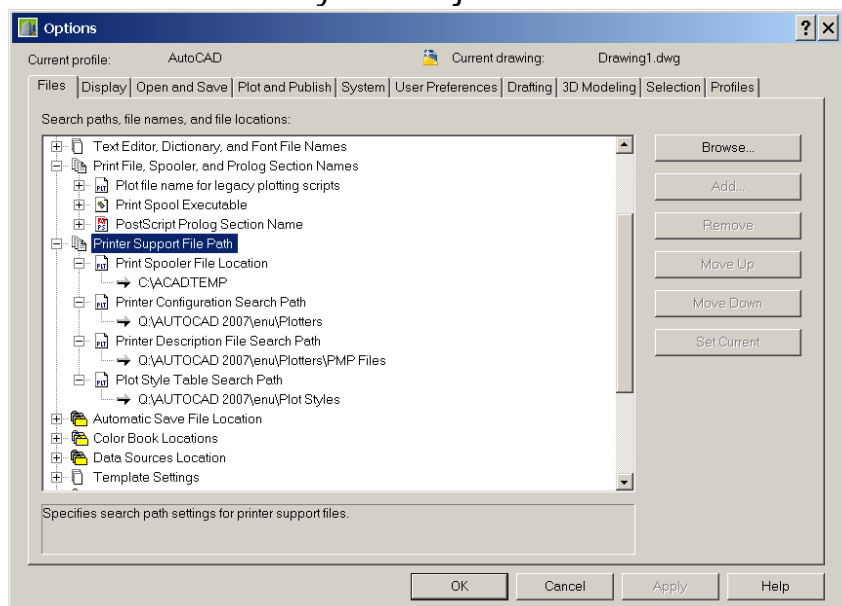 Options
Current profile: AutoCAD Current drawing: Drawing1.dwg
Files Display Open and Save Plot and Publish System User Preferences Drafting 3D Modeling Selection Profiles
Search paths, file names, and file locations:
Text Editor, Dictionary, and Font File Names
Browse...
Print File, Spooler, and Prolog Section Names
Plot file name for legacy plotting scripts
Add...
Print Spool Executable
PostScript Prolog Section Name
Remove
Printer Support File Path
Print Spooler File Location
Move Up
C:\ACADTEMP
Printer Configuration Search Path
Move Down
Q:\AUTOCAD 2007\enu\Plotters
Printer Description File Search Path
Set Current
Q:\AUTOCAD 2007\enu\Plotters\PMP Files
Plot Style Table Search Path
Q:\AUTOCAD 2007\enu\Plot Styles
Automatic Save File Location
Color Book Locations
Data Sources Location
Template Settings
Specifies search path settings for printer support files.
OK Cancel Apply Help